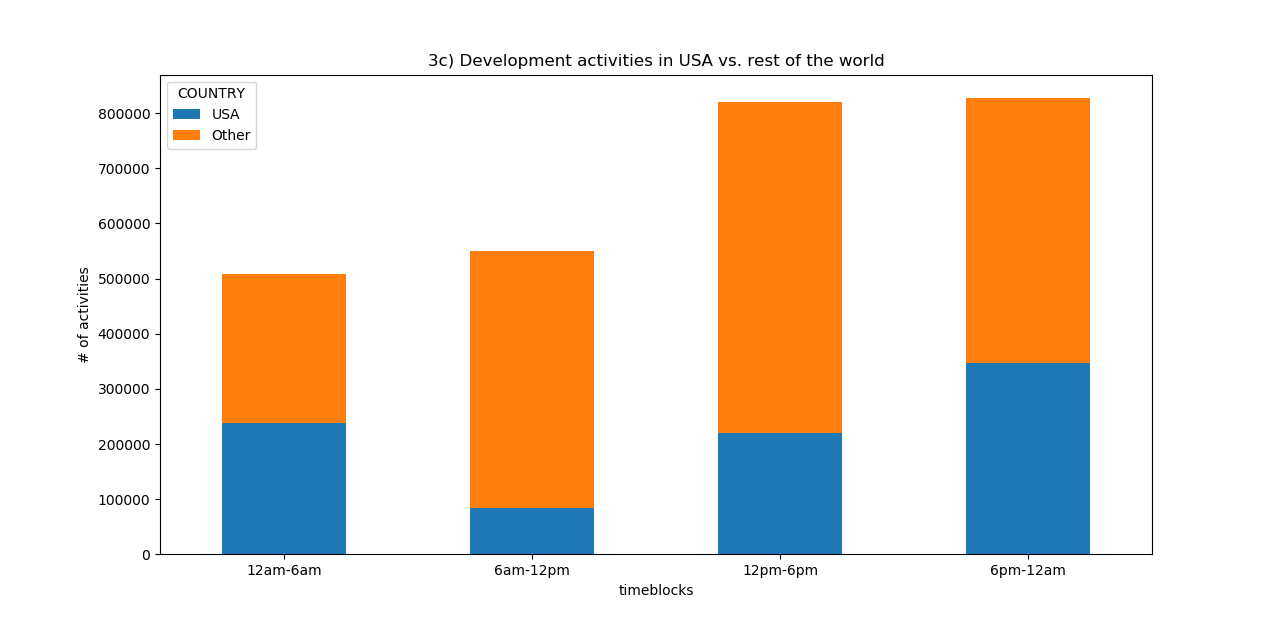 3c) Development activities in USA vs. rest of the world
COUNTRY
USA
Other
800000
700000
600000
500000
400000
300000
200000
100000
0
# of activities
12am-6am
6am-12pm
12pm-6pm
6pm-12am
timeblocks